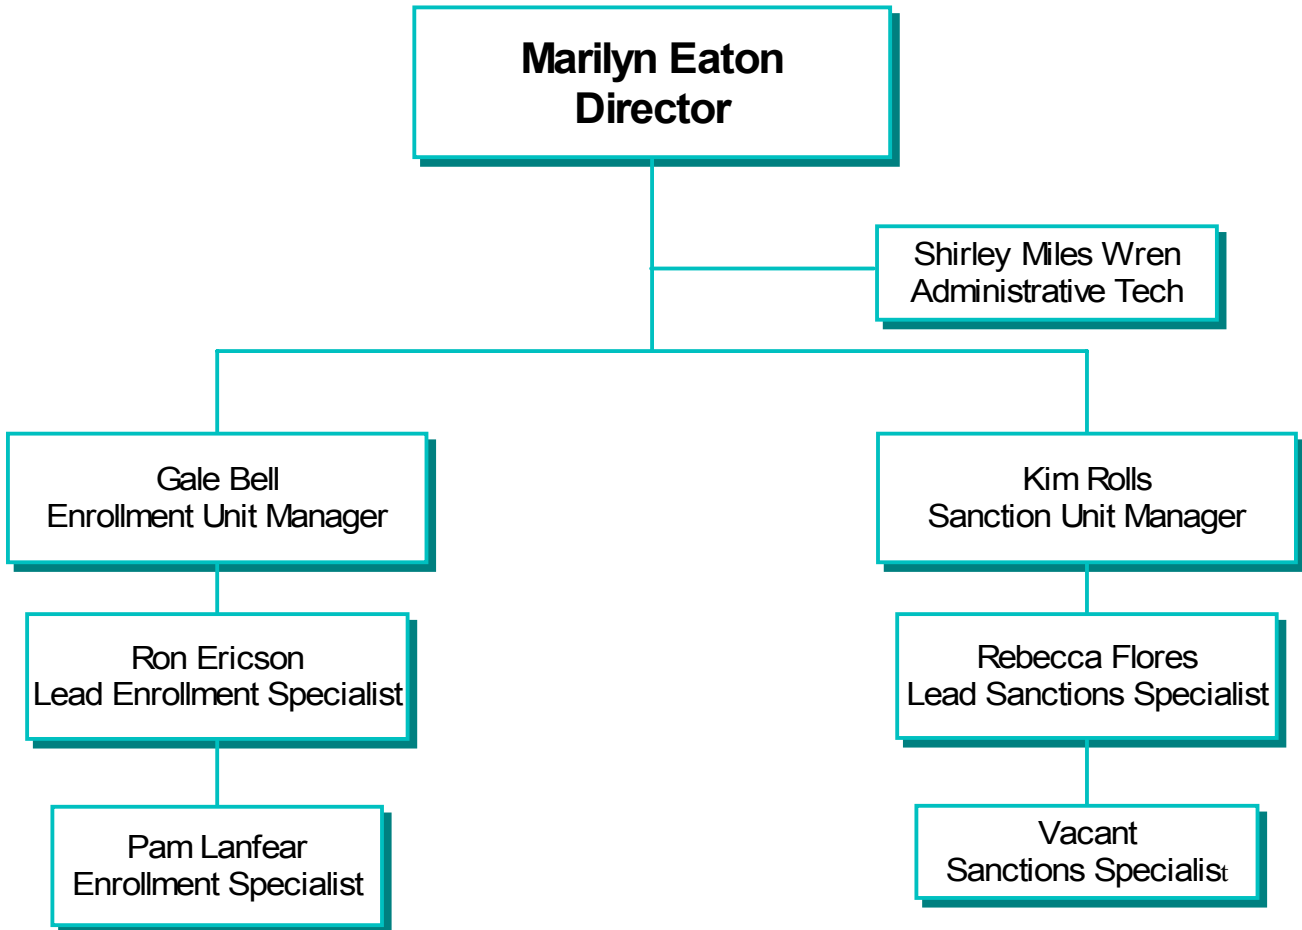 Marilyn Eaton
Director
Shirley Miles Wren
Administrative Tech
Gale Bell
Enrollment Unit Manager
Kim Rolls
Sanction Unit Manager
Ron Ericson
Lead Enrollment Specialist
Rebecca Flores
Lead Sanctions Specialist
Pam Lanfear
Enrollment Specialist
Vacant
Sanctions Specialist